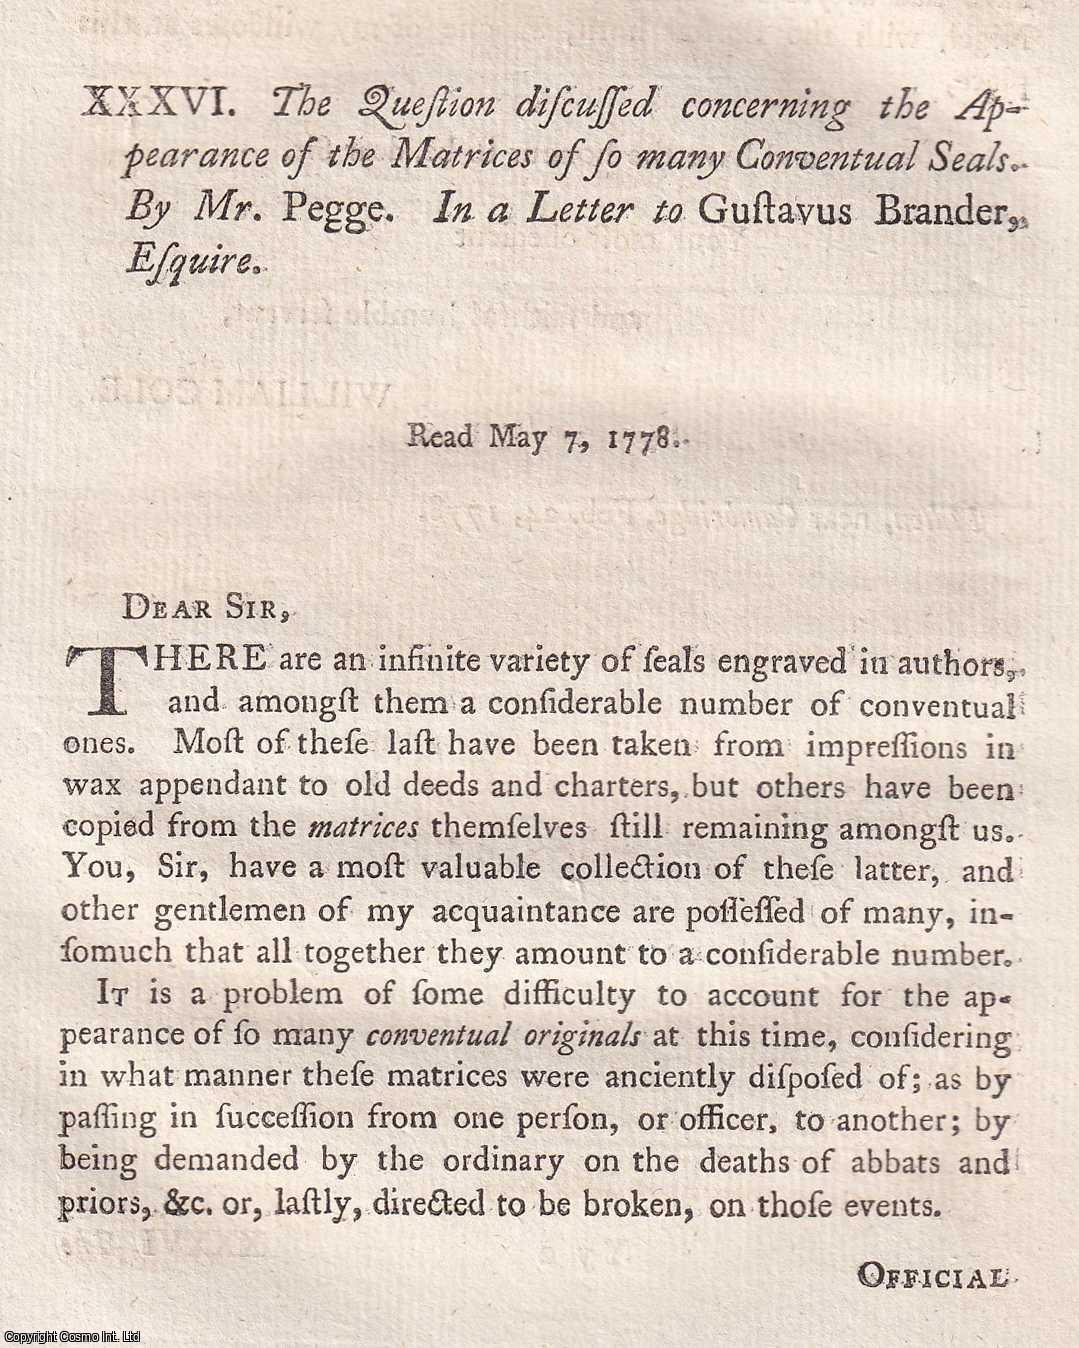 XXXVI. The Queſtion diſcuſſed concerning the Ap-
pearance of the Matrices of ſo many Conventual Seals.
By Mr. Pegge. In a Letter to Guſtavus Brander,
Eſquire.
Read May 7, 1778.
DEAR SIR,
THERE are an infinite variety of ſeals engraved in authors,
and amongſt them a conſiderable number of conventual
ones. Moſt of theſe laſt have been taken from impreſſions in
wax appendant to old deeds and charters, but others have been
copied from the matrices themſelves ſtill remaining amongſt us.
You, Sir, have a moſt valuable collection of theſe latter, and
other gentlemen of my acquaintance are poſſeſſed of many, in-
ſomuch that all together they amount to a conſiderable number.
IT is a problem of ſome difficulty to account for the ap-
pearance of ſo many conventual originals at this time, conſidering
in what manner theſe matrices were anciently diſpoſed of; as by
paſſing in ſucceſſion from one perſon, or officer, to another; by
being demanded by the ordinary on the deaths of abbats and
priors, &c. or, laſtly, directed to be broken, on thoſe events.
OFFICIAL
Copyright Cosmo Int. Ltd